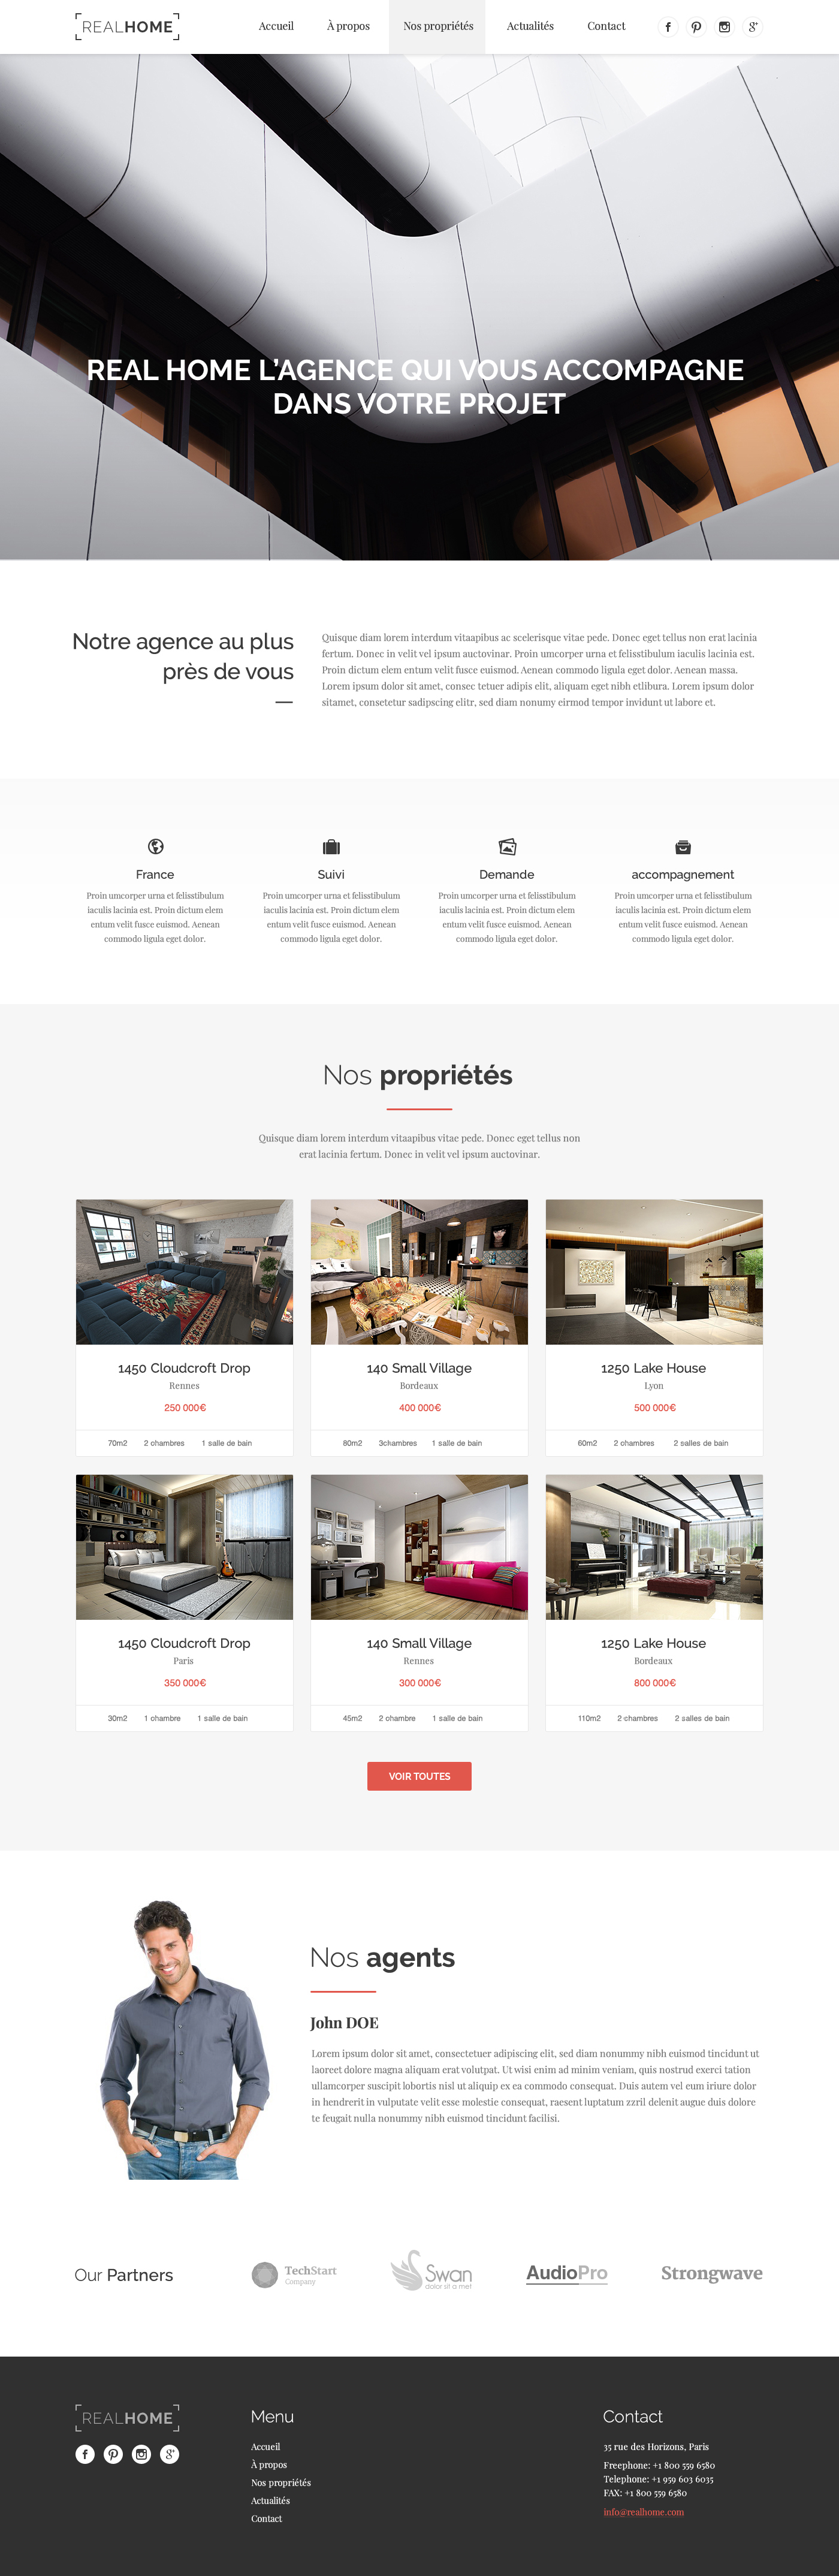 REALHOME
Accueil
À propos
Nos propriétés
Actualités
Contact
REAL HOME L’AGENCE QUI VOUS ACCOMPAGNE
DANS VOTRE PROJET
Notre agence au plus
près de vous
Quisque diam lorem interdum vitaapibus ac scelerisque vitae pede. Donec eget tellus non erat lacinia
fertum. Donec in velit vel ipsum auctovinar. Proin umcorper urna et felisstibulum iaculis lacinia est.
Proin dictum elem entum velit fusce euismod. Aenean commodo ligula eget dolor. Aenean massa.
Lorem ipsum dolor sit amet, consec tetuer adipis elit, aliquam eget nibh etlibura. Lorem ipsum dolor
sitamet, consetetur sadipscing elitr, sed diam nonumy eirmod tempor invidunt ut labore et.
France
Proin umcorper urna et felisstibulum
iaculis lacinia est. Proin dictum elem
entum velit fusce euismod. Aenean
commodo ligula eget dolor.
Suivi
Proin umcorper urna et felisstibulum
iaculis lacinia est. Proin dictum elem
entum velit fusce euismod. Aenean
commodo ligula eget dolor.
Demande
Proin umcorper urna et felisstibulum
iaculis lacinia est. Proin dictum elem
entum velit fusce euismod. Aenean
commodo ligula eget dolor.
accompagnement
Proin umcorper urna et felisstibulum
iaculis lacinia est. Proin dictum elem
entum velit fusce euismod. Aenean
commodo ligula eget dolor.
Nos propriétés
Quisque diam lorem interdum vitaapibus vitae pede. Donec eget tellus non
erat lacinia fertum. Donec in velit vel ipsum auctovinar.
1450 Cloudcroft Drop
Rennes
250 000€
70m2 2 chambres 1 salle de bain
140 Small Village
Bordeaux
400 000€
80m2 3chambres 1 salle de bain
1250 Lake House
Lyon
500 000€
60m2 2 chambres 2 salles de bain
1450 Cloudcroft Drop
Paris
350 000€
30m2 1 chambre 1 salle de bain
140 Small Village
Rennes
300 000€
45m2 2 chambre 1 salle de bain
1250 Lake House
Bordeaux
800 000€
110m2 2 chambres 2 salles de bain
VOIR TOUTES
Nos agents
John DOE
Lorem ipsum dolor sit amet, consectetuer adipiscing elit, sed diam nonummy nibh euismod tincidunt ut
laoreet dolore magna aliquam erat volutpat. Ut wisi enim ad minim veniam, quis nostrud exerci tation
ullamcorper suscipit lobortis nisl ut aliquip ex ea commodo consequat. Duis autem vel eum iriure dolor
in hendrerit in vulputate velit esse molestie consequat, raesent luptatum zzril delenit augue duis dolore
te feugait nulla nonummy nibh euismod tincidunt facilisi.
Our Partners
TechStart
Company
Swan
dolor sit a met
AudioPro
Strongwave
REALHOME
Menu
Accueil
À propos
Nos propriétés
Actualités
Contact
Contact
35 rue des Horizons, Paris
Freephone: +1 800 559 6580
Telephone: +1 959 603 6035
FAX: +1 800 559 6580
info@realhome.com